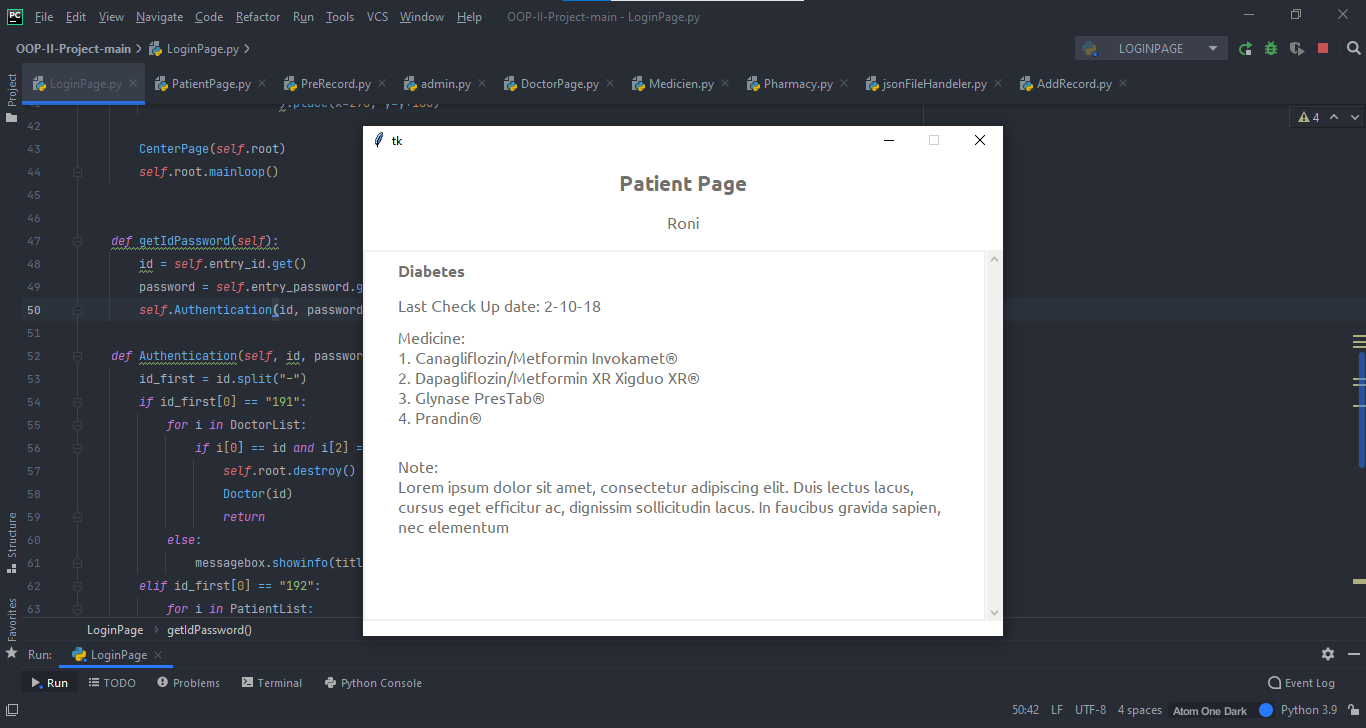 PC File Edit View Navigate Code Refactor Run Tools VCS Window Help OOP-II-Project-main - LoginPage.py
OOP-II-Project-main LoginPage.py LOGINPAGE
LoginPage.py PatientPage.py PreRecord.py admin.py DoctorPage.py Medicien.py Pharmacy.py jsonFileHandeler.py AddRecord.py
Project
4
42
43 CenterPage(self.root)
44 self.root.mainloop()
45
46
47 def getIdPassword(self):
48 id = self.entry_id.get()
49 password = self.entry_password.g
50 self.Authentication(id, password
51
52 def Authentication(self, id, passwor
53 id_first = id.split("-")
54 if id_first[0] == "191":
55 for i in DoctorList:
56 if i[0] == id and i[2] =
57 self.root.destroy()
58 Doctor(id)
59 return
60 else:
61 messagebox.showinfo(titl
62 elif id_first[0] == "192":
63 for i in PatientList:
tk
Patient Page
Roni
Diabetes
Last Check Up date: 2-10-18
Medicine:
1. Canagliflozin/Metformin Invokamet®
2. Dapagliflozin/Metformin XR Xigduo XR®
3. Glynase PresTab®
4. Prandin®
Note:
Lorem ipsum dolor sit amet, consectetur adipiscing elit. Duis lectus lacus,
cursus eget efficitur ac, dignissim sollicitudin lacus. In faucibus gravida sapien,
nec elementum
Structure
Favorites
LoginPage getIdPassword()
Run: LoginPage
Run TODO Problems Terminal Python Console Event Log
50:42 LF UTF-8 4 spaces Atom One Dark Python 3.9